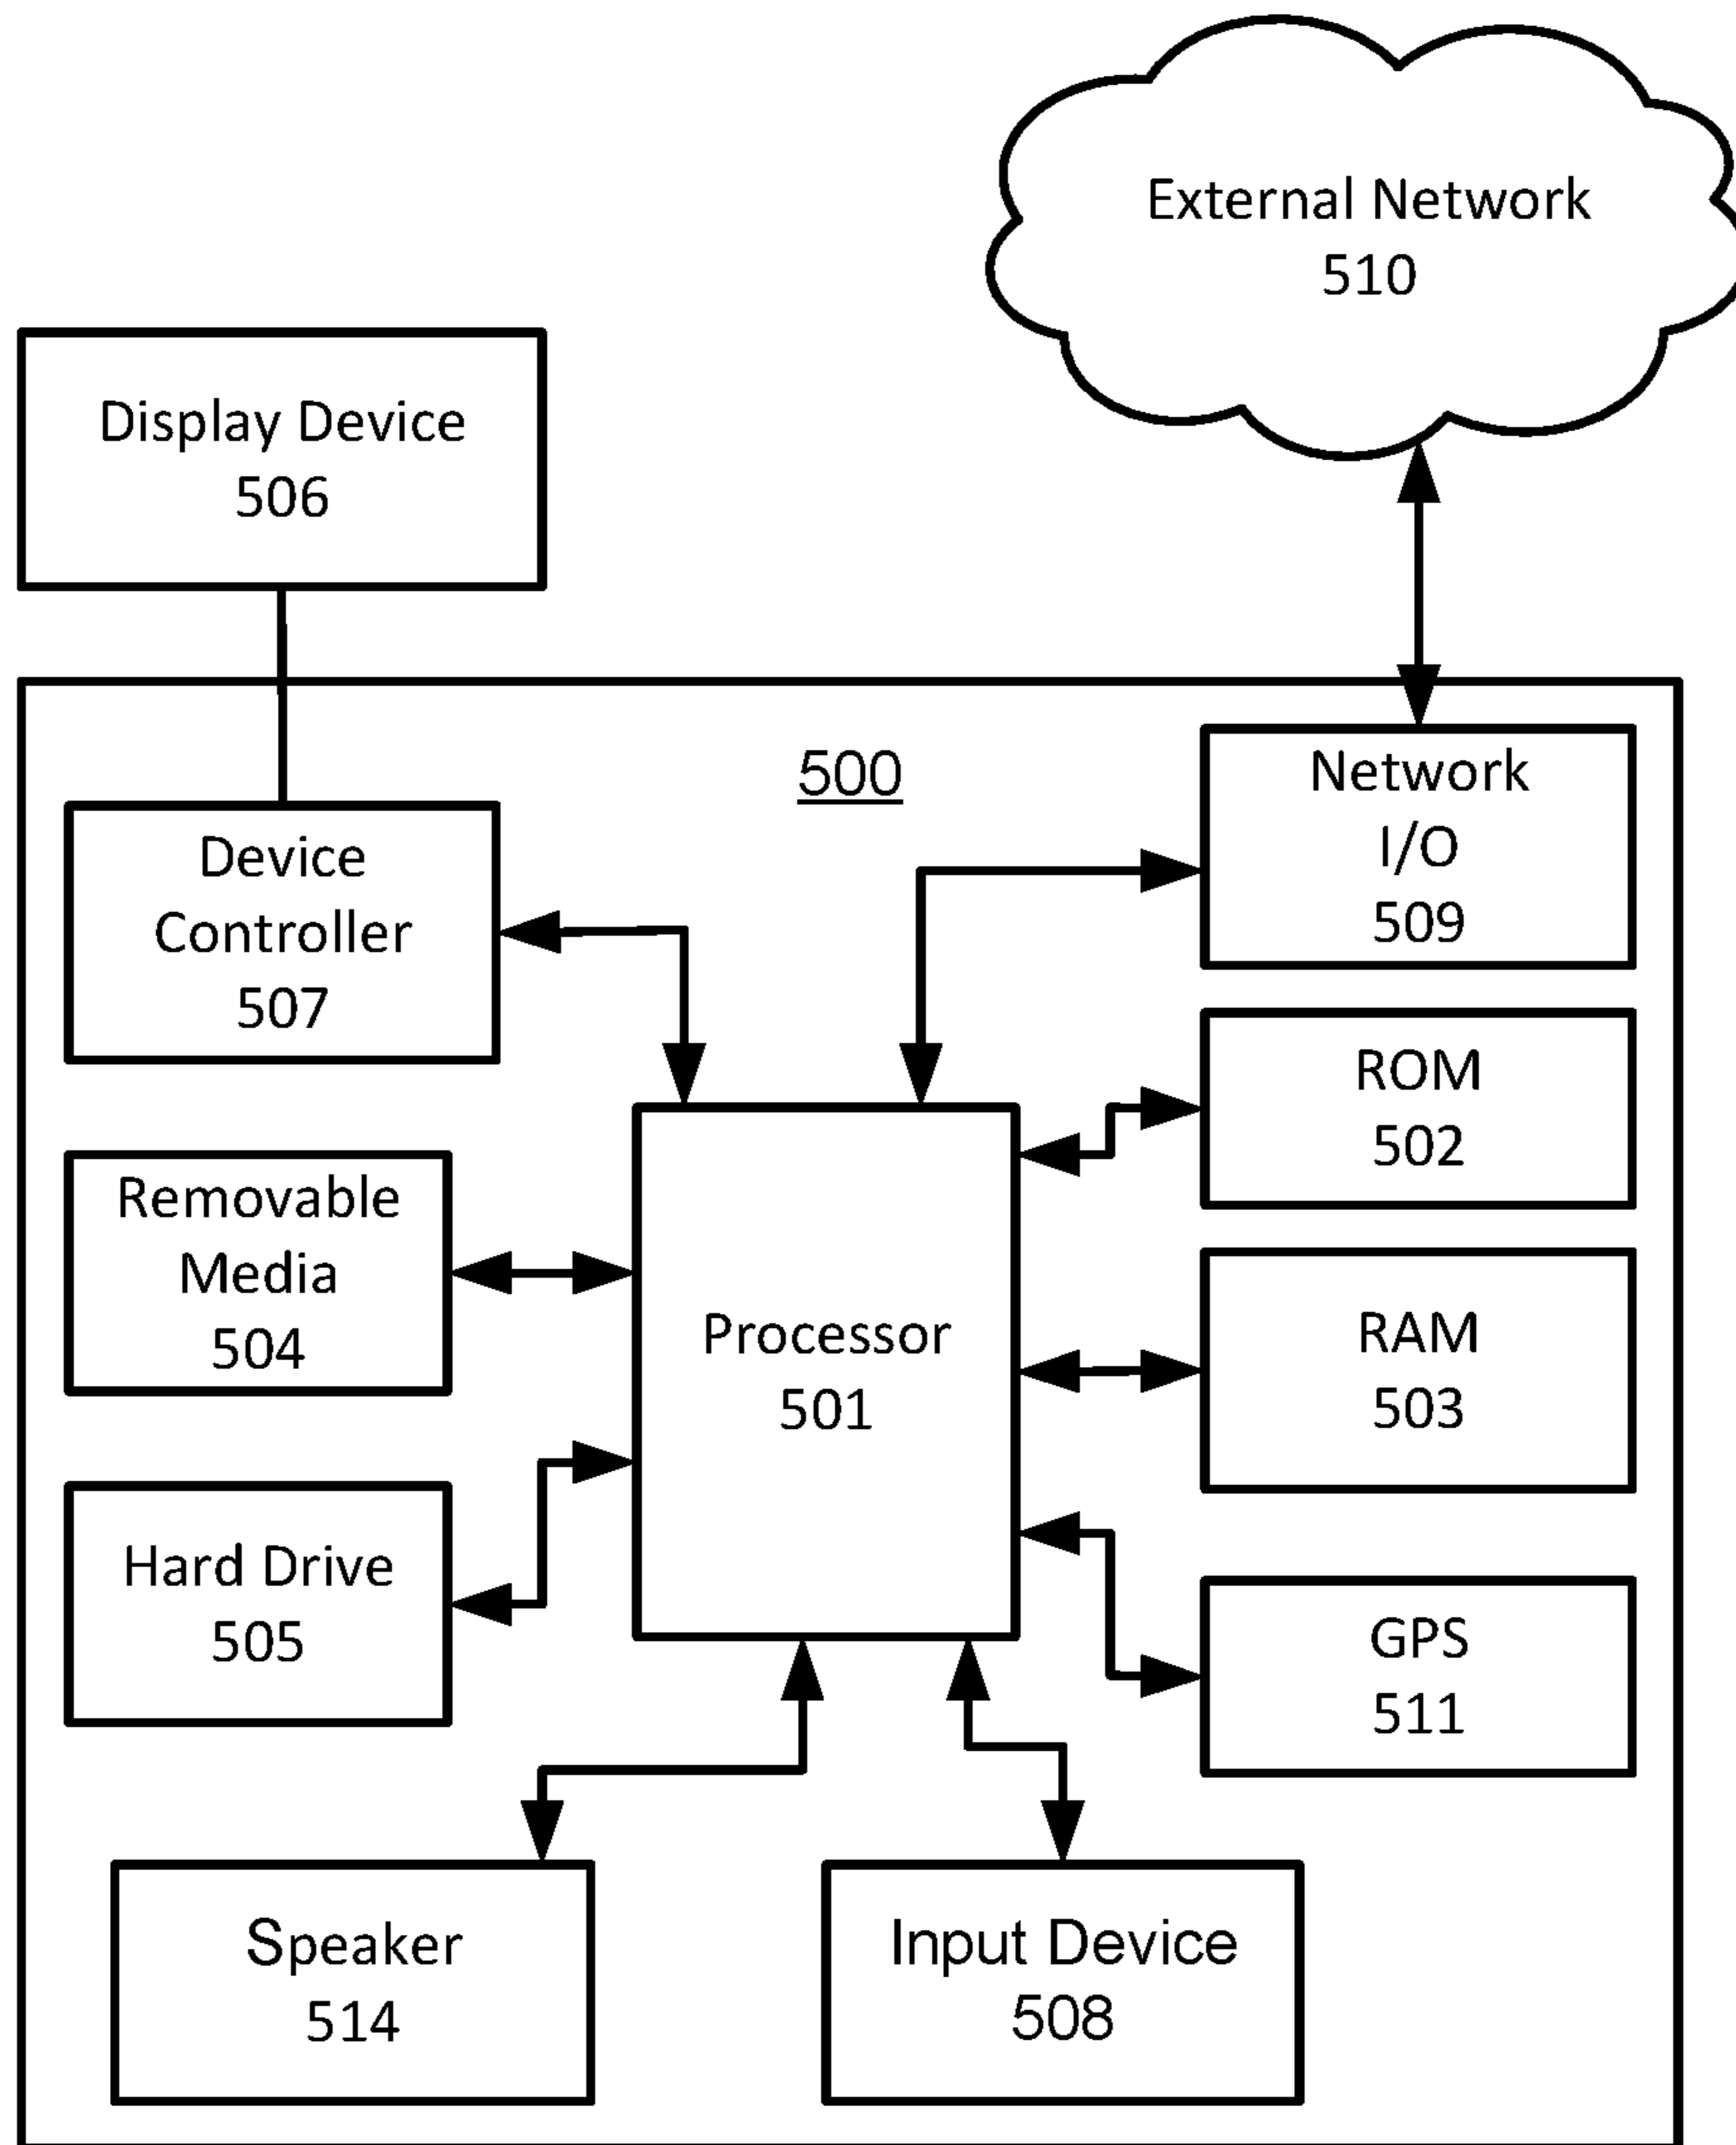 External Network
510
Display Device
506
500
Network
I/O
509
Device
Controller
507
ROM
502
Removable
Media
504
Processor
501
RAM
503
Hard Drive
505
GPS
511
Speaker
514
Input Device
508